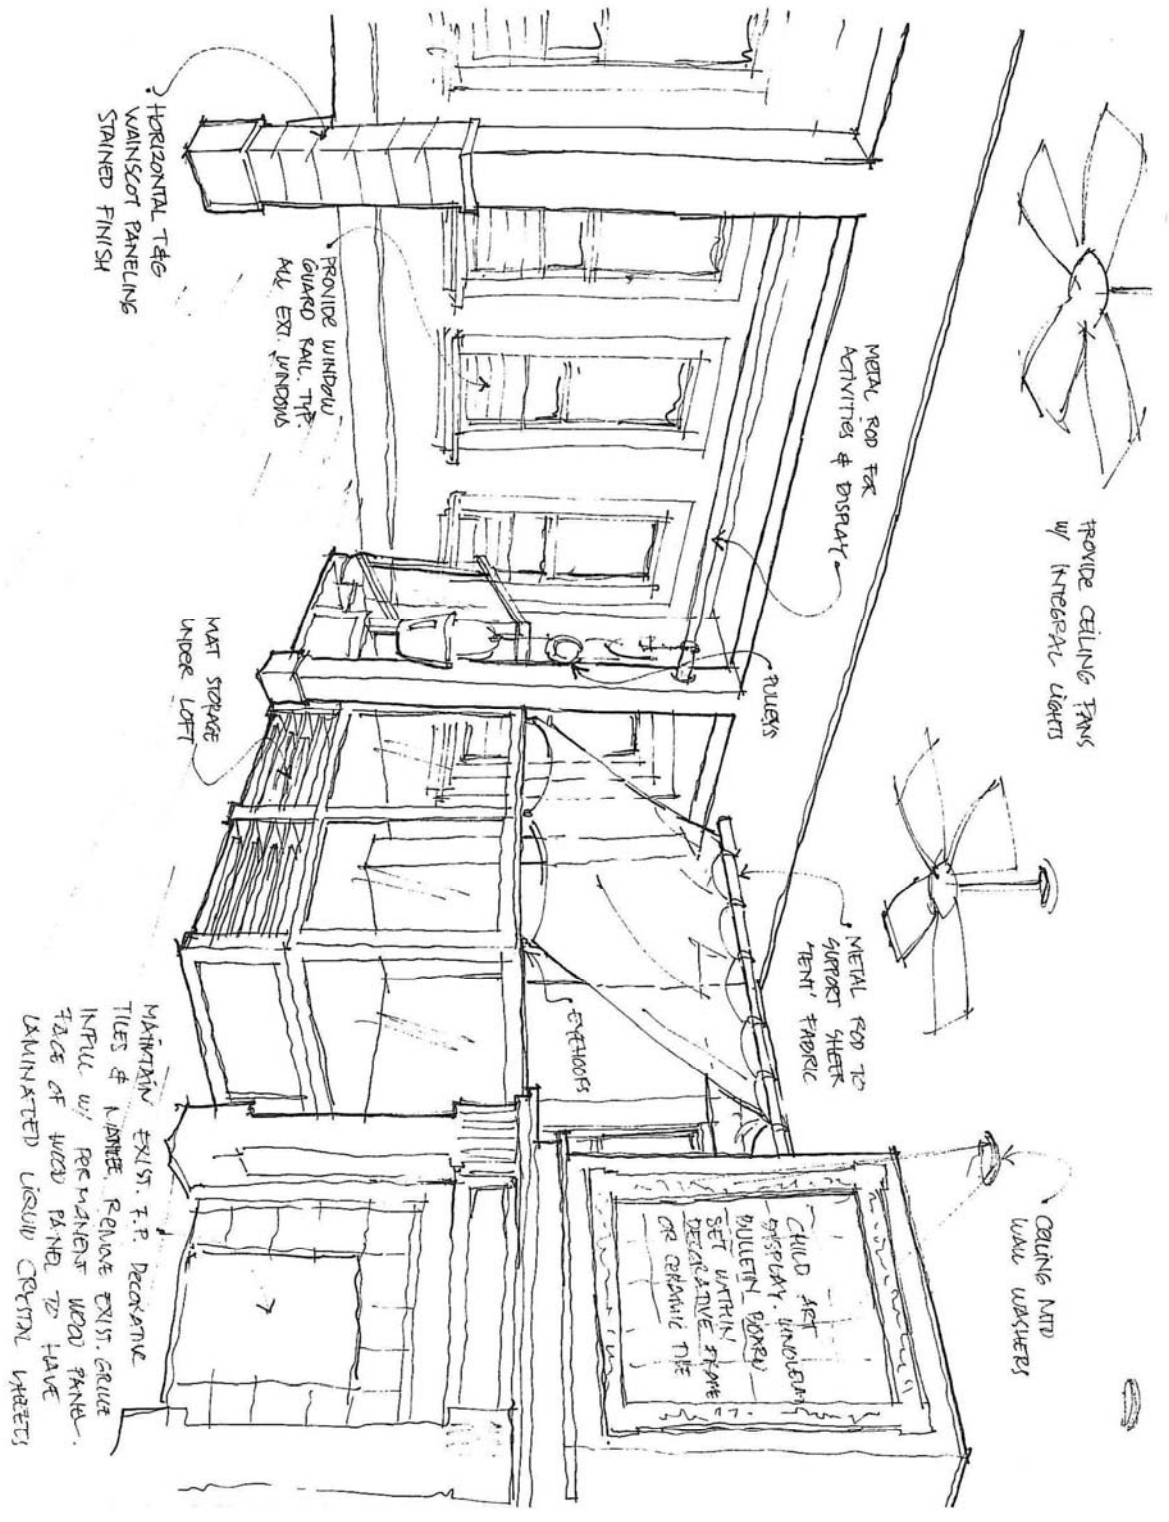 PROVIDE CEILING FANS
W/ INTEGRAL LIGHTS
CEILING MTD
WALL WASHERS
METAL ROD FOR
ACTIVITIES & DISPLAY
METAL ROD TO
SUPPORT SHEER
'TENT' FABRIC
PULLEYS
CHILD ART
DISPLAY. LINOLEUM
BULLETIN BOARD
SET WITHIN
DECORATIVE FRAME
OR CERAMIC TILE
EYEHOOKS
PROVIDE WINDOW
GUARD RAIL. TYP.
ALL EXT. WINDOWS
HORIZONTAL T&G
WAINSCOT PANELING
STAINED FINISH
MAT STORAGE
UNDER LOFT
MAINTAIN EXIST. F.P. DECORATIVE
TILES & MANTLE. REMOVE EXIST. GRILLE
INFILL W/ PERMANENT WOOD PANEL.
FACE OF WOOD PANEL TO HAVE
LAMINATED LIQUID CRYSTAL SHEETS